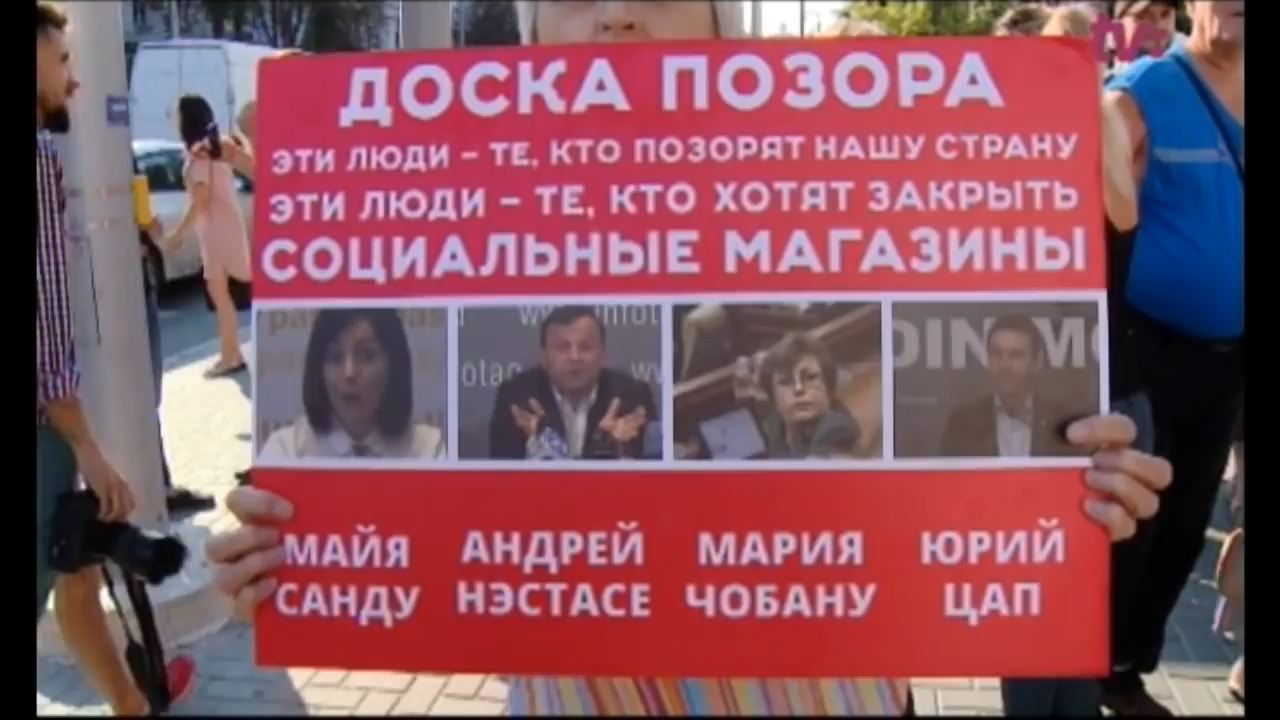 ДОСКА ПОЗОРА
ЭТИ ЛЮДИ – ТЕ, КТО ПОЗОРЯТ НАШУ СТРАНУ
ЭТИ ЛЮДИ – ТЕ, КТО ХОТЯТ ЗАКРЫТЬ
СОЦИАЛЬНЫЕ МАГАЗИНЫ
МАЙЯ САНДУ
АНДРЕЙ НЭСТАСЕ
МАРИЯ ЧОБАНУ
ЮРИЙ ЦАП